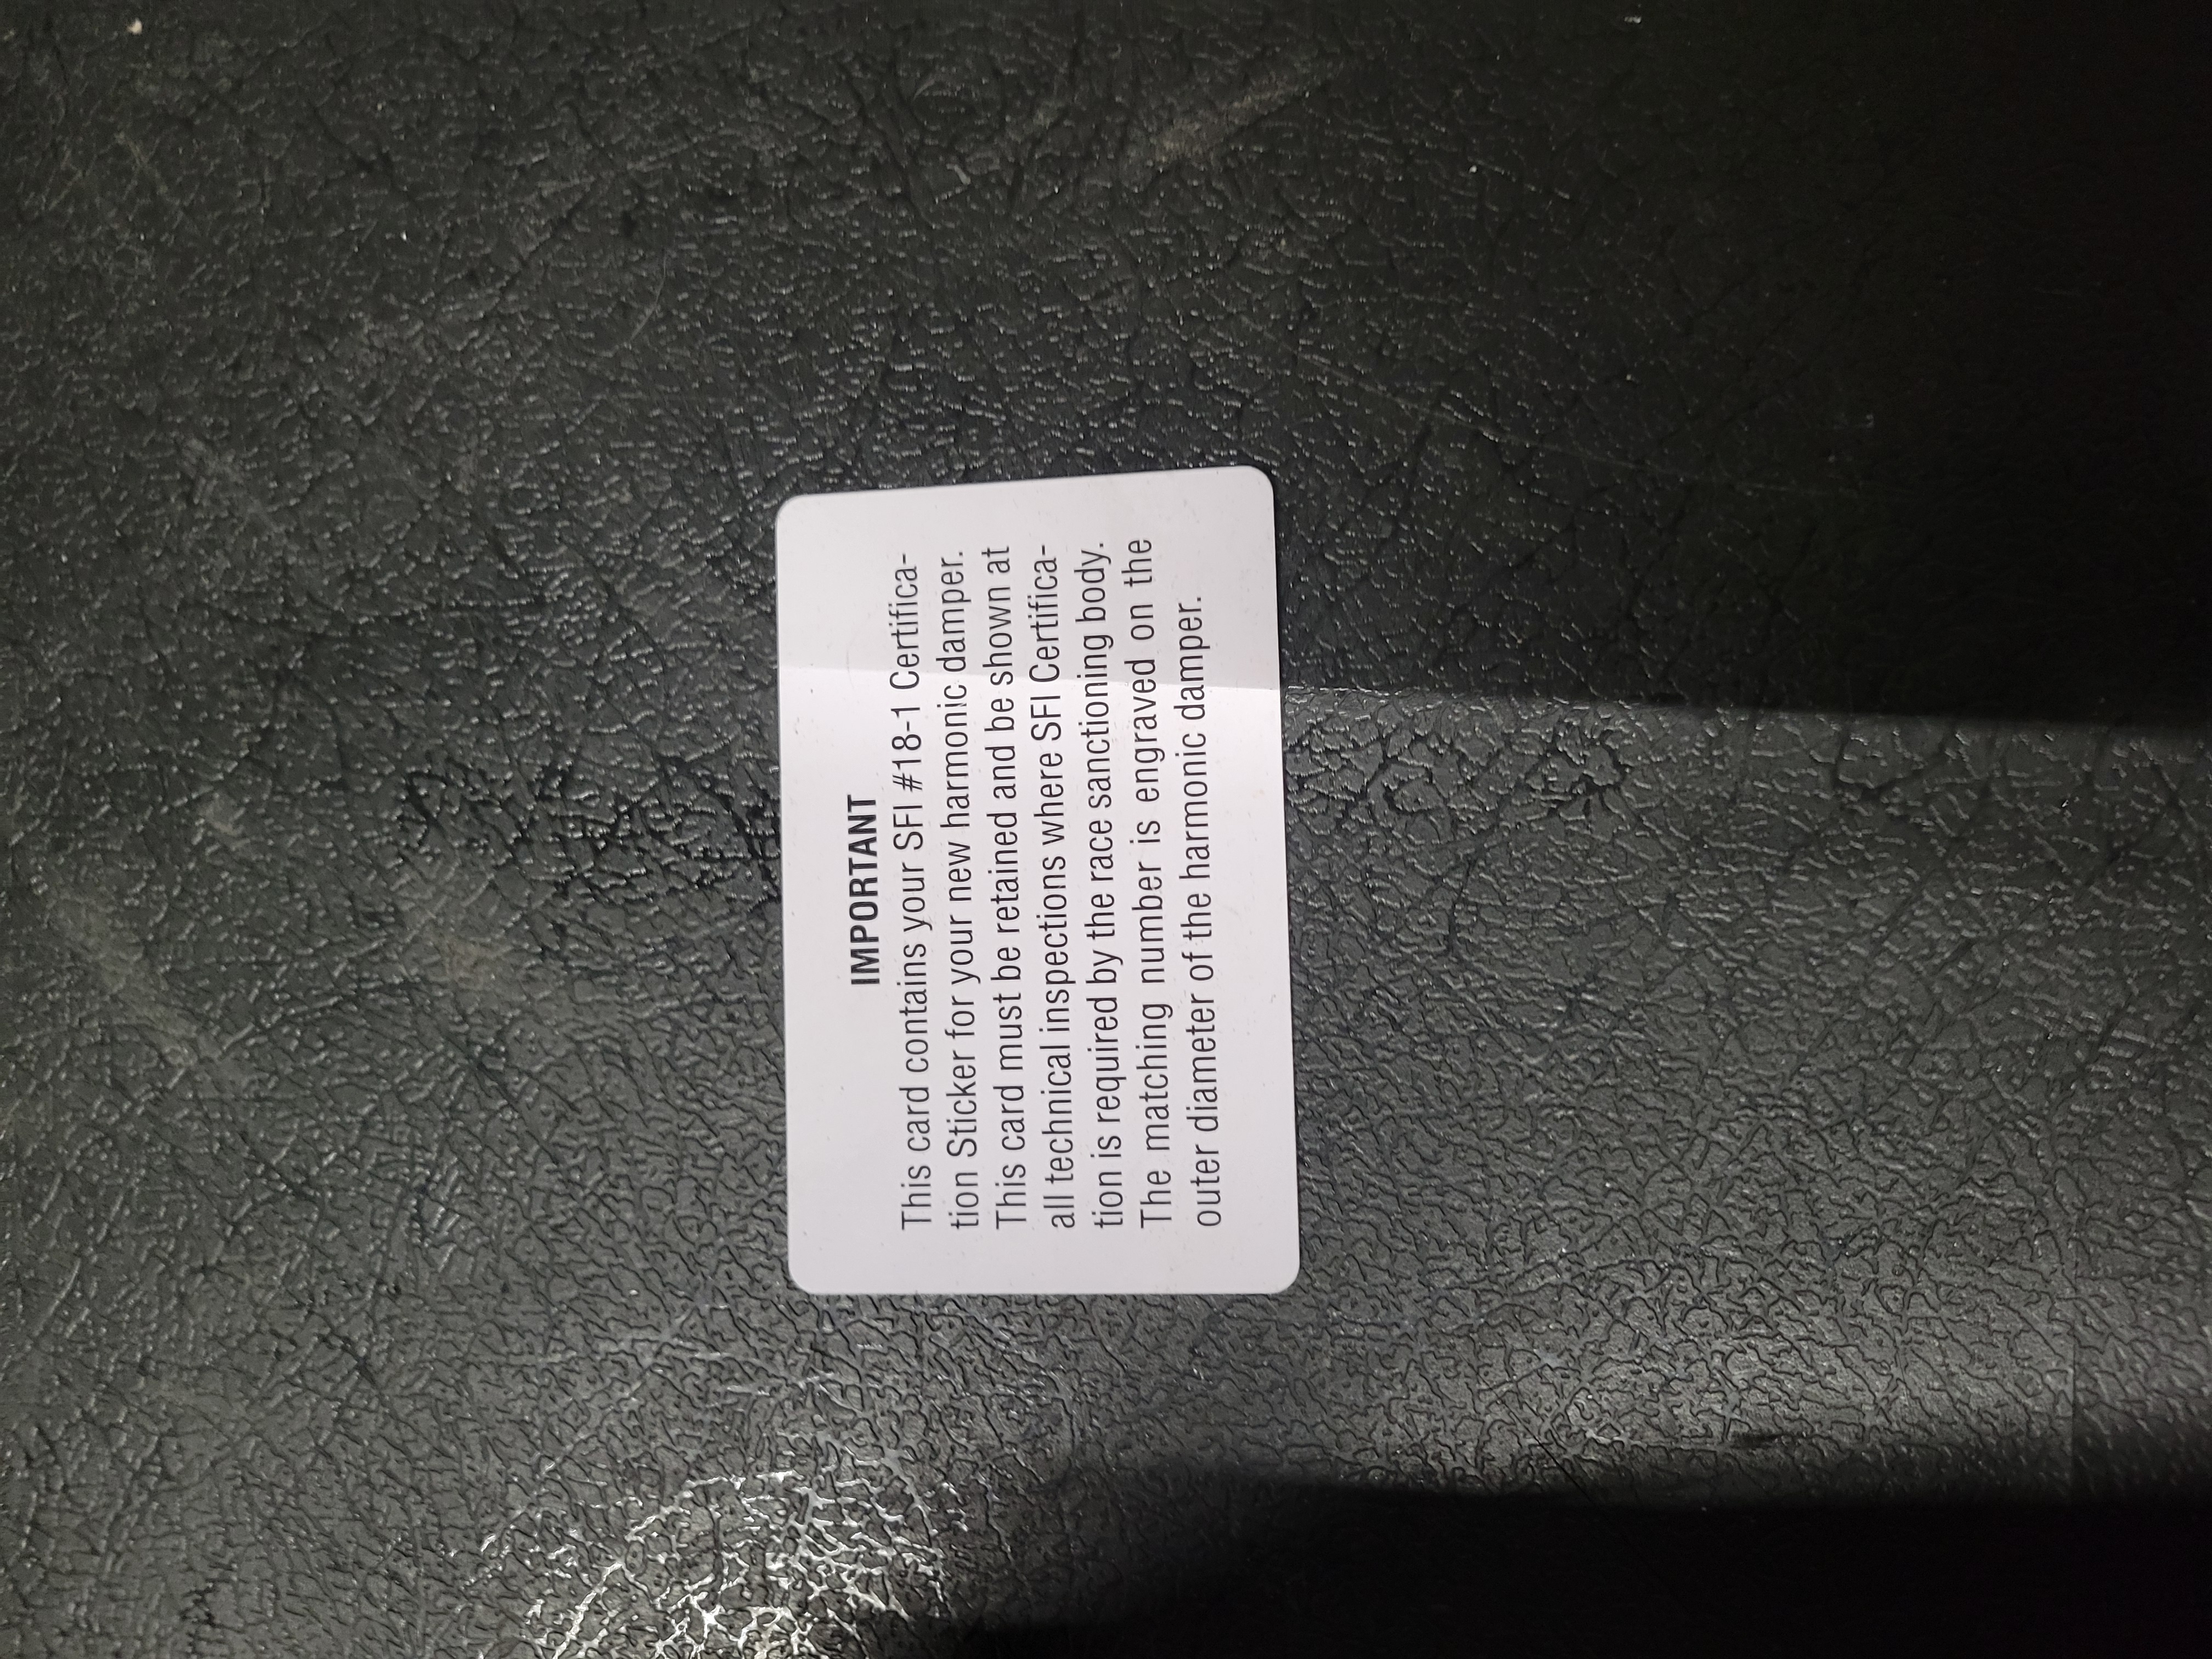 IMPORTANT
This card contains your SFI #18-1 Certifica-
tion Sticker for your new harmonic damper.
This card must be retained and be shown at
all technical inspections where SFI Certifica-
tion is required by the race sanctioning body.
The matching number is engraved on the
outer diameter of the harmonic damper.